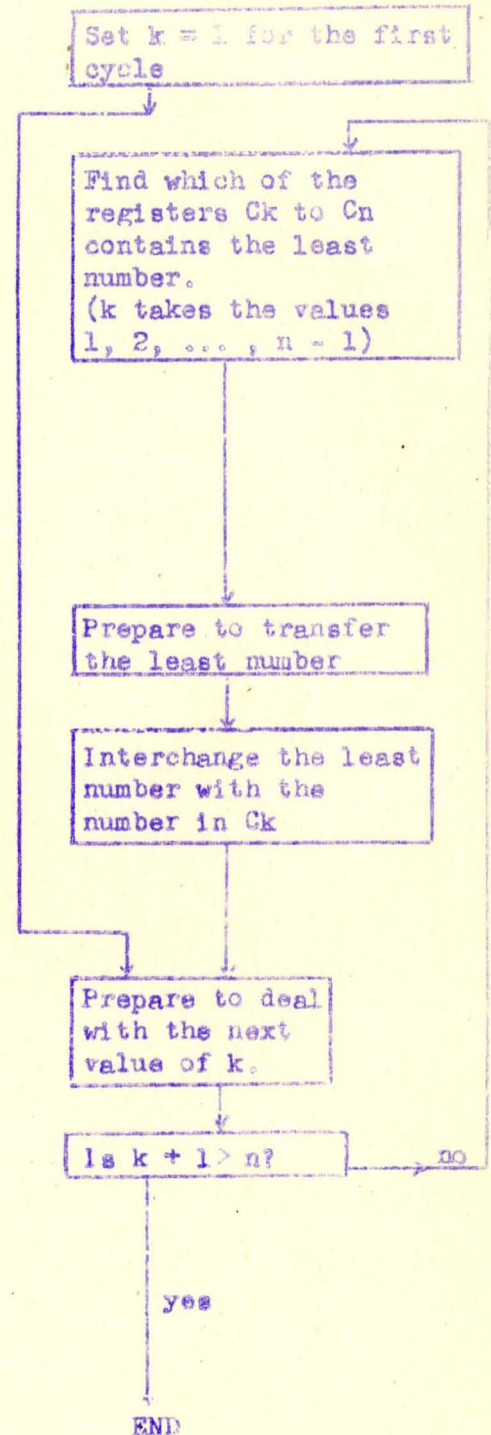 Set k = 1 for the first
cycle
Find which of the
registers Ck to Cn
contains the least
number.
(k takes the values
1, 2, ... , n - 1)
Prepare to transfer
the least number
Interchange the least
number with the
number in Ck
Prepare to deal
with the next
value of k.
Is k + 1 > n?
no
yes
END